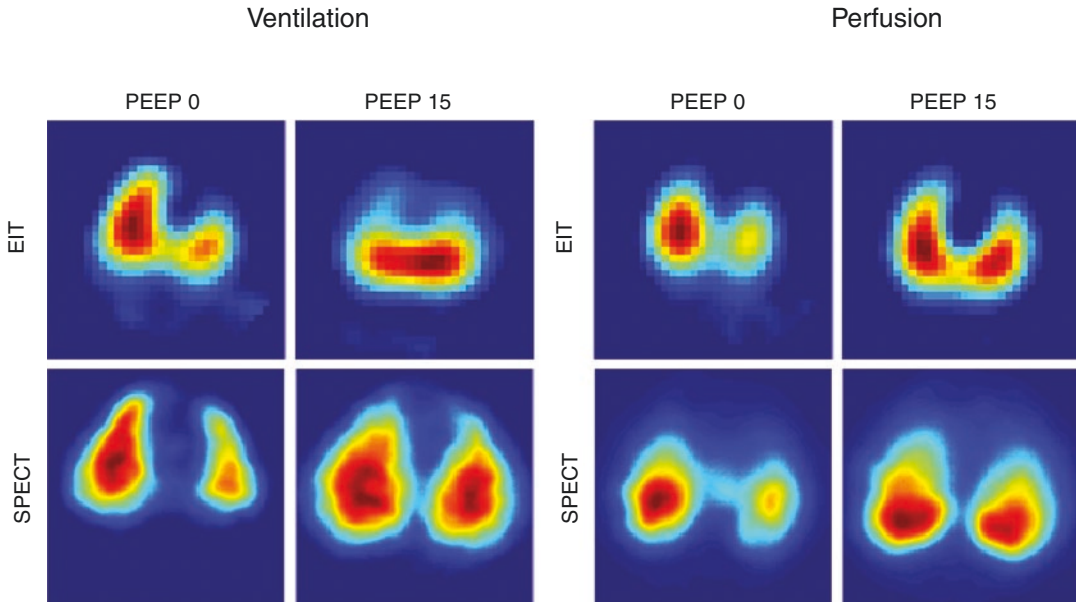 Ventilation
Perfusion
PEEP 0
PEEP 15
PEEP 0
PEEP 15
EIT
EIT
SPECT
SPECT